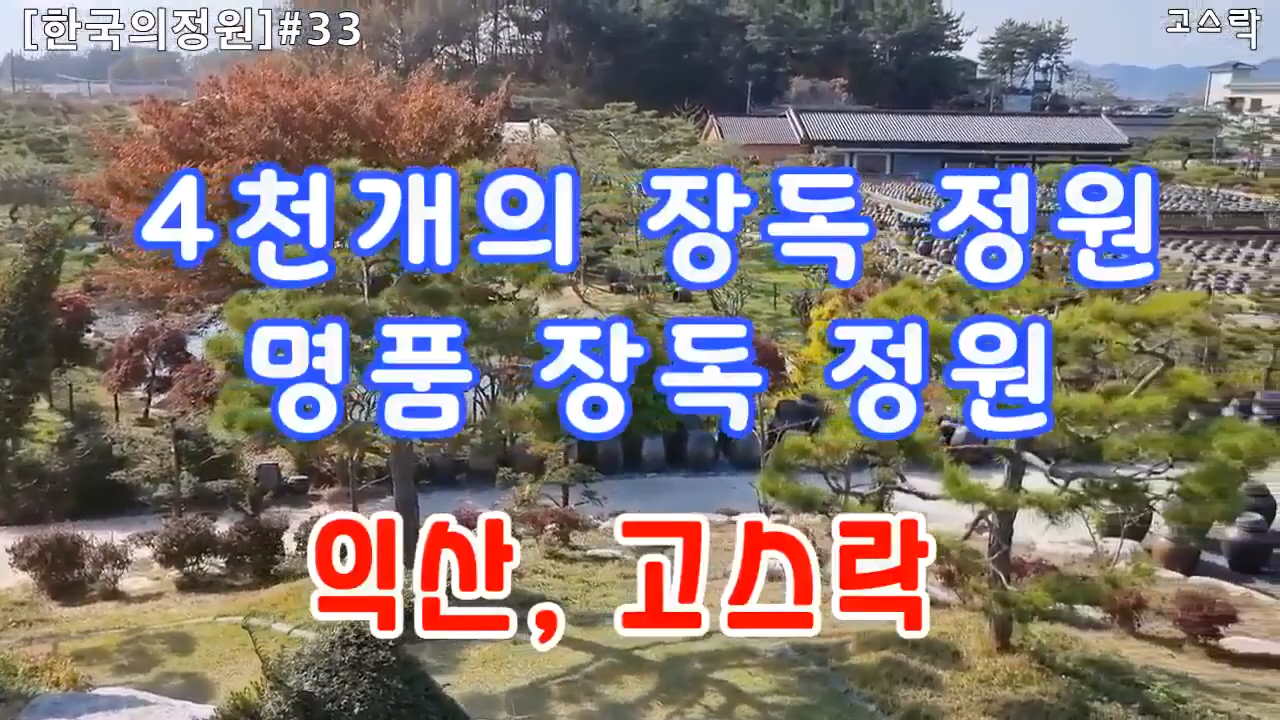 [한국의정원]#33
고스락
4천개의 장독 정원
명품 장독 정원
익산, 고스락